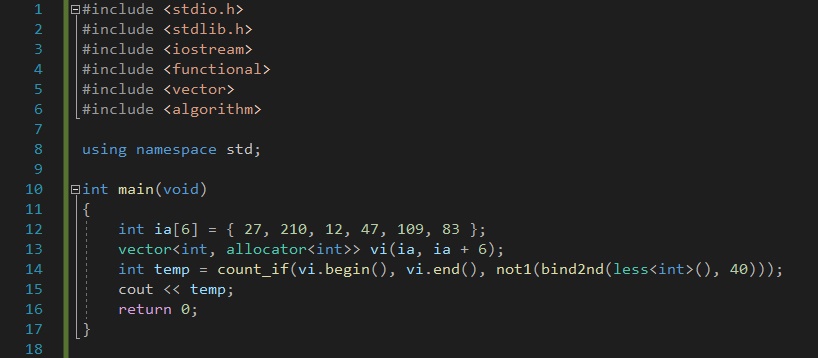 1 #include <stdio.h>
2 #include <stdlib.h>
3 #include <iostream>
4 #include <functional>
5 #include <vector>
6 #include <algorithm>
7
8 using namespace std;
9
10 int main(void)
11 {
12     int ia[6] = { 27, 210, 12, 47, 109, 83 };
13     vector<int, allocator<int>> vi(ia, ia + 6);
14     int temp = count_if(vi.begin(), vi.end(), not1(bind2nd(less<int>(), 40)));
15     cout << temp;
16     return 0;
17 }
18